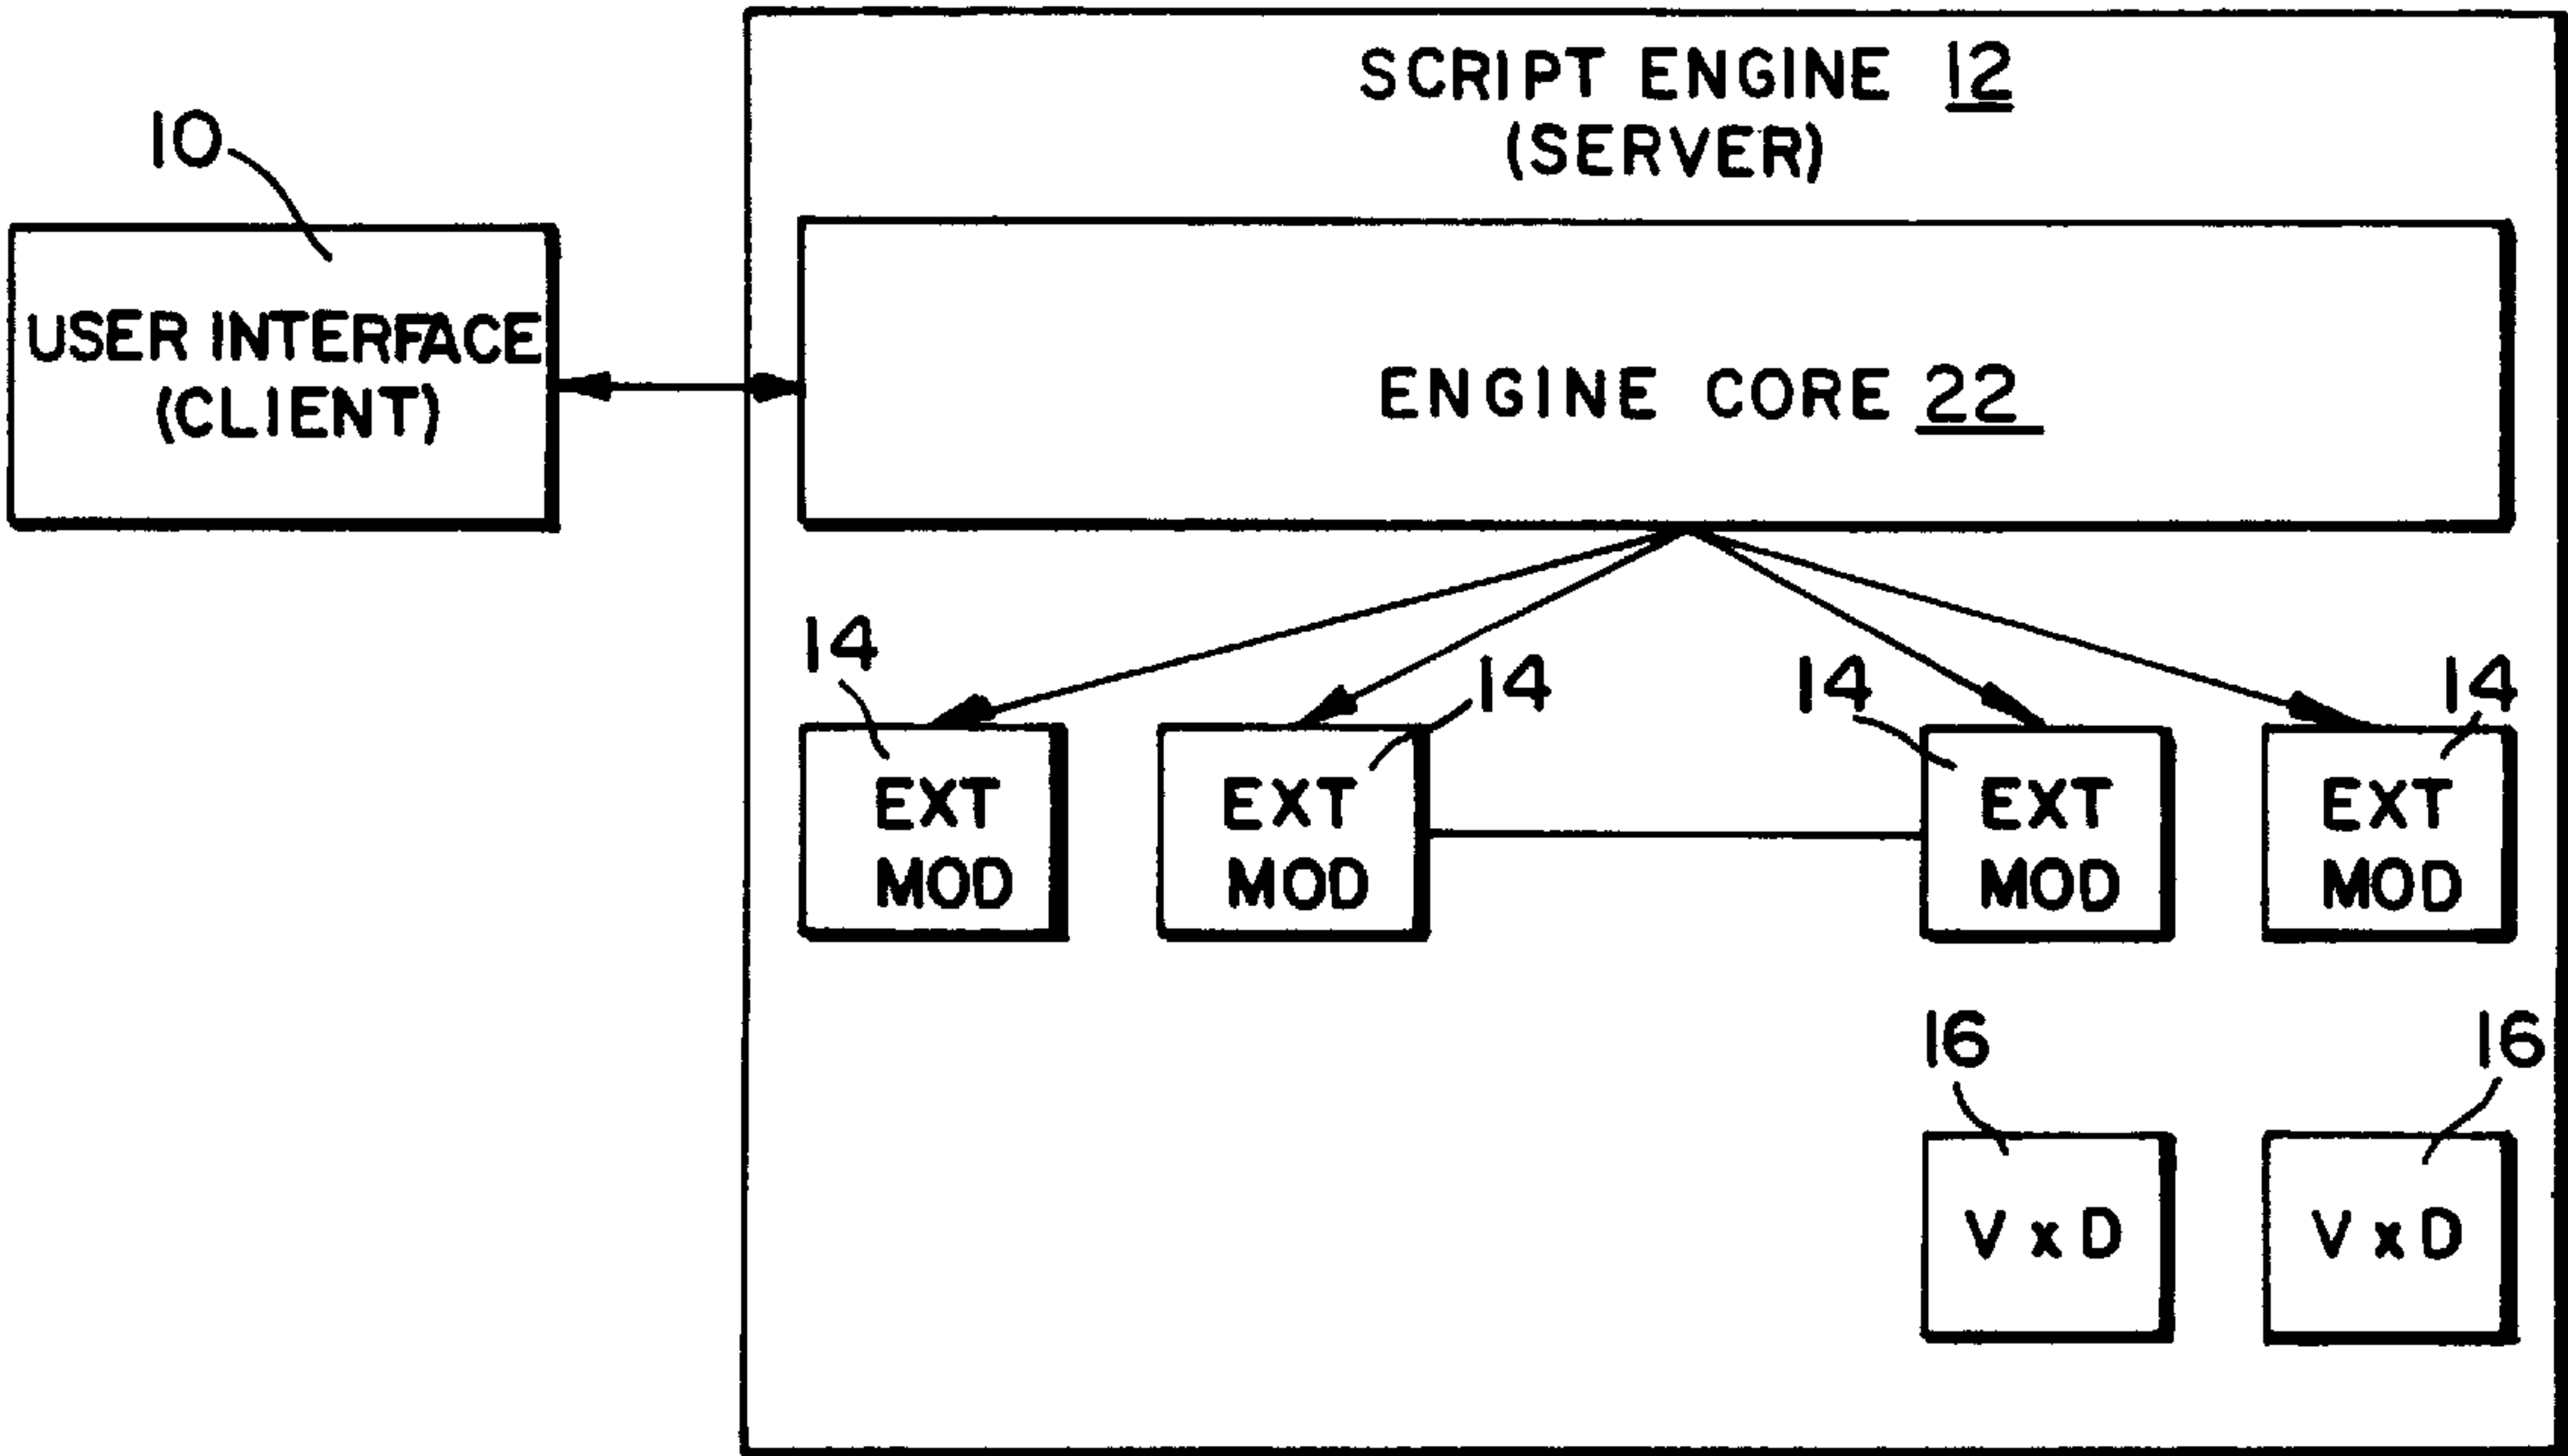 SCRIPT ENGINE 12
(SERVER)
10
USER INTERFACE
(CLIENT)
ENGINE CORE 22
14
14
14
14
EXT
MOD
EXT
MOD
EXT
MOD
EXT
MOD
16
16
V x D
V x D